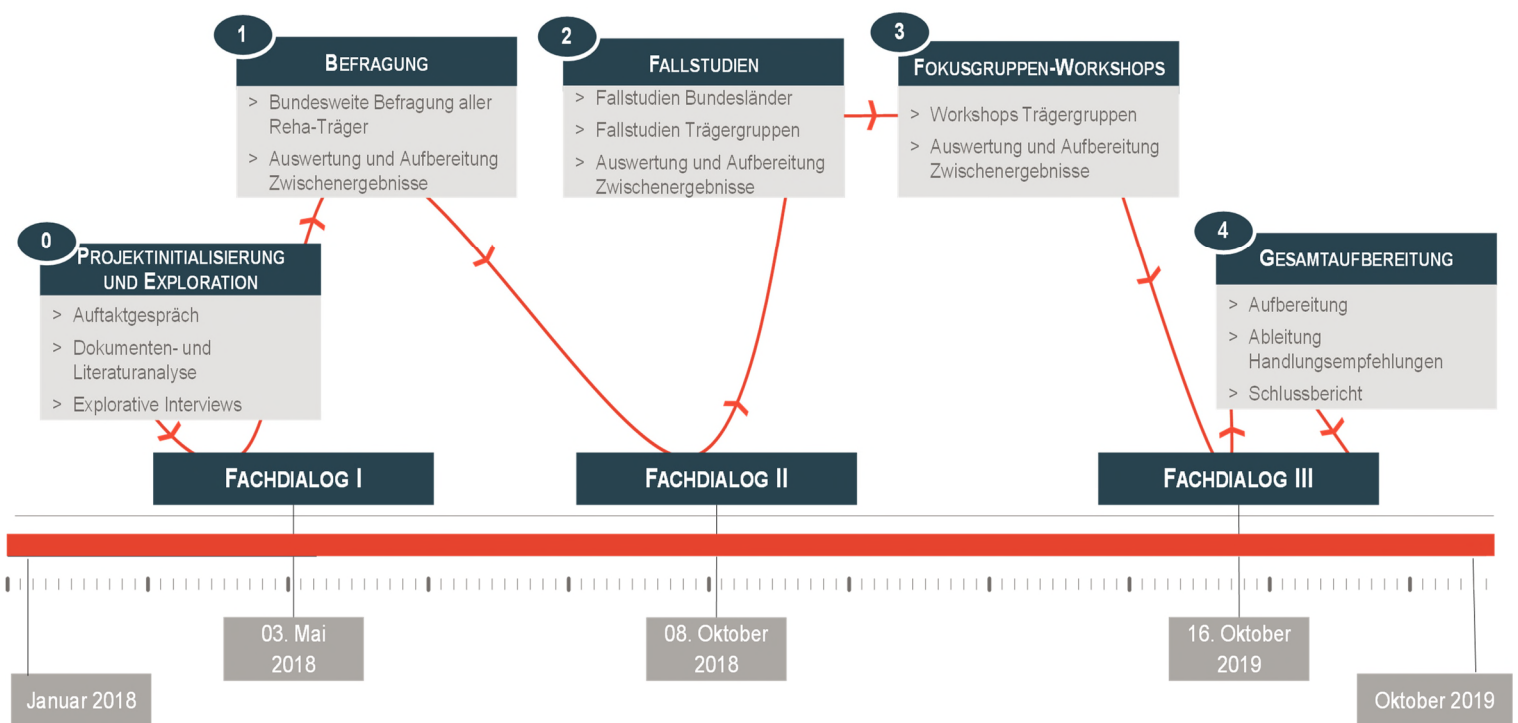 0
PROJEKTINITIALISIERUNG
UND EXPLORATION
> Auftaktgespräch
> Dokumenten- und
Literaturanalyse
> Explorative Interviews
1
BEFRAGUNG
> Bundesweite Befragung aller
Reha-Träger
> Auswertung und Aufbereitung
Zwischenergebnisse
2
FALLSTUDIEN
> Fallstudien Bundesländer
> Fallstudien Trägergruppen
> Auswertung und Aufbereitung
Zwischenergebnisse
3
FOKUSGRUPPEN-WORKSHOPS
> Workshops Trägergruppen
> Auswertung und Aufbereitung
Zwischenergebnisse
4
GESAMTAUFBEREITUNG
> Aufbereitung
> Ableitung
Handlungsempfehlungen
> Schlussbericht
FACHDIALOG I
FACHDIALOG II
FACHDIALOG III
03. Mai
2018
08. Oktober
2018
16. Oktober
2019
Januar 2018
Oktober 2019